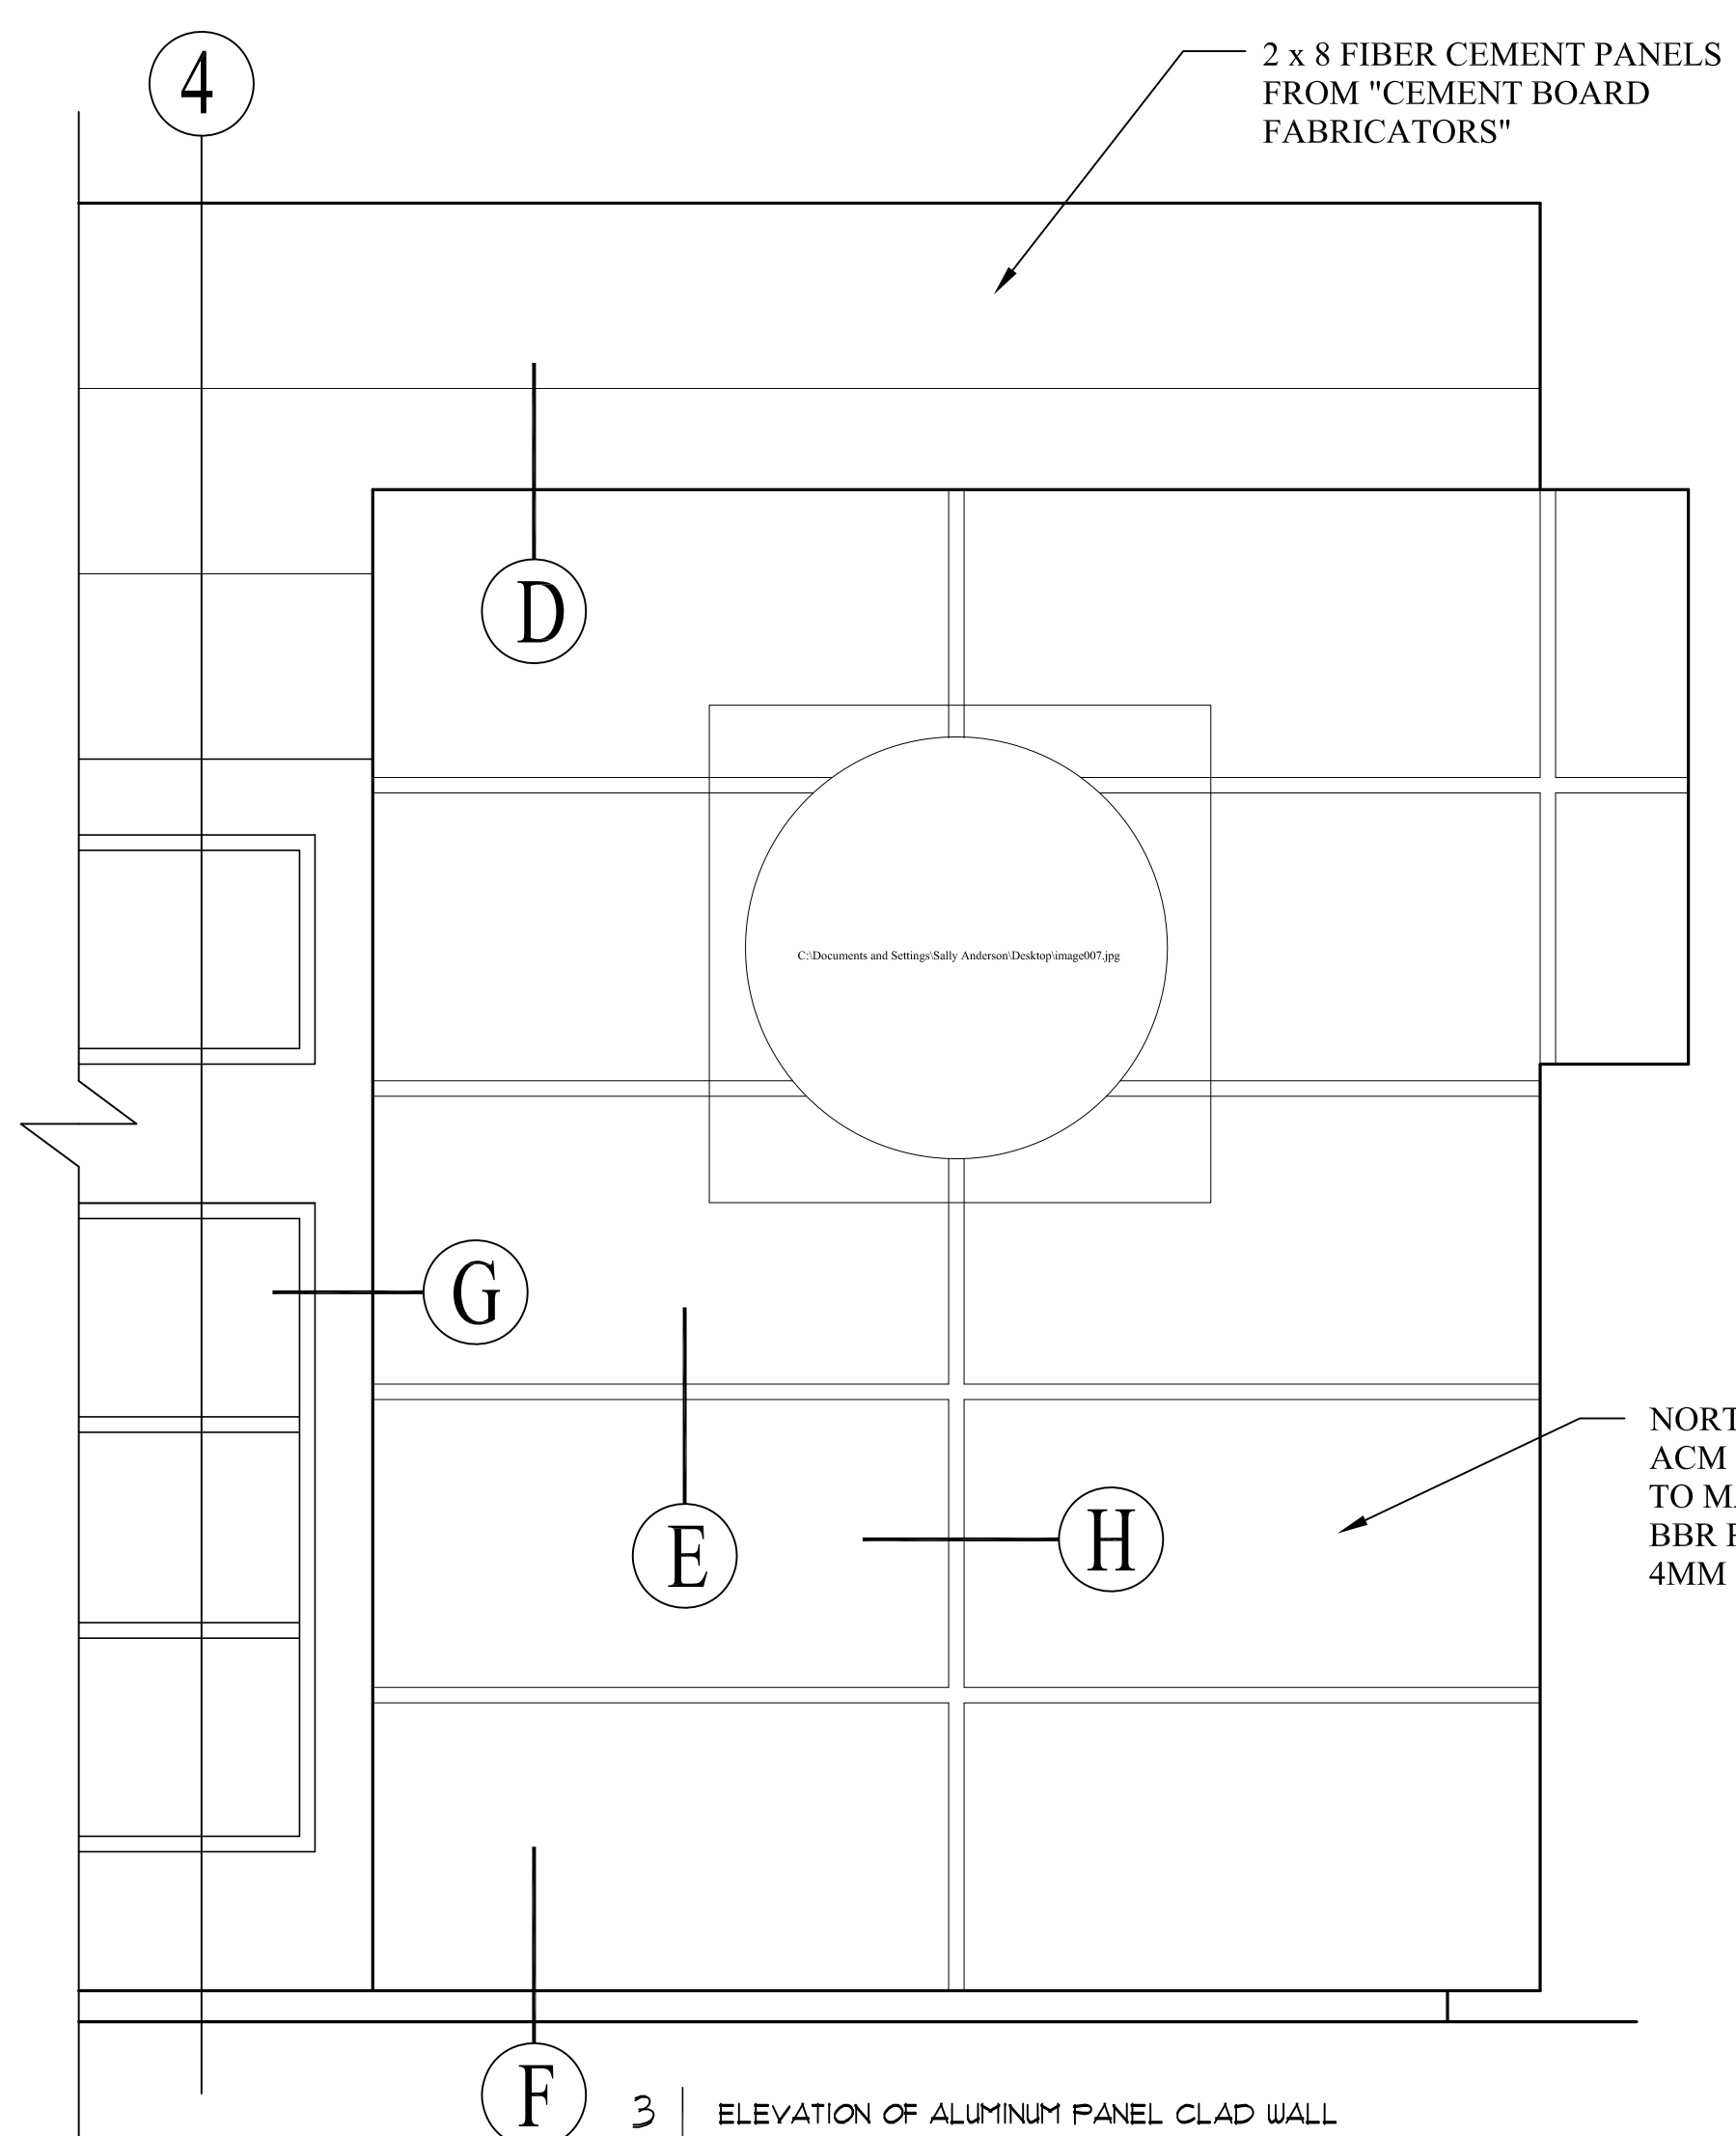 4
2 x 8 FIBER CEMENT PANELS
FROM "CEMENT BOARD
FABRICATORS"
D
C:\Documents and Settings\Sally Anderson\Desktop\image007.jpg
G
E
H
ACM
TO
BBR
4MM
F
3
ELEVATION OF ALUMINUM PANEL CLAD WALL